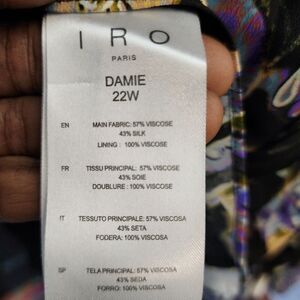 IRO
PARIS
DAMIE
22W
EN MAIN FABRIC: 57% VISCOSE
43% SILK
LINING : 100% VISCOSE
FR TISSU PRINCIPAL: 57% VISCOSE
43% SOIE
DOUBLURE : 100% VISCOSE
IT TESSUTO PRINCIPALE: 57% VISCOSA
43% SETA
FODERA: 100% VISCOSA
SP TELA PRINCIPAL: 57% VISCOSA
43% SEDA
FORRO: 100% VISCOSA